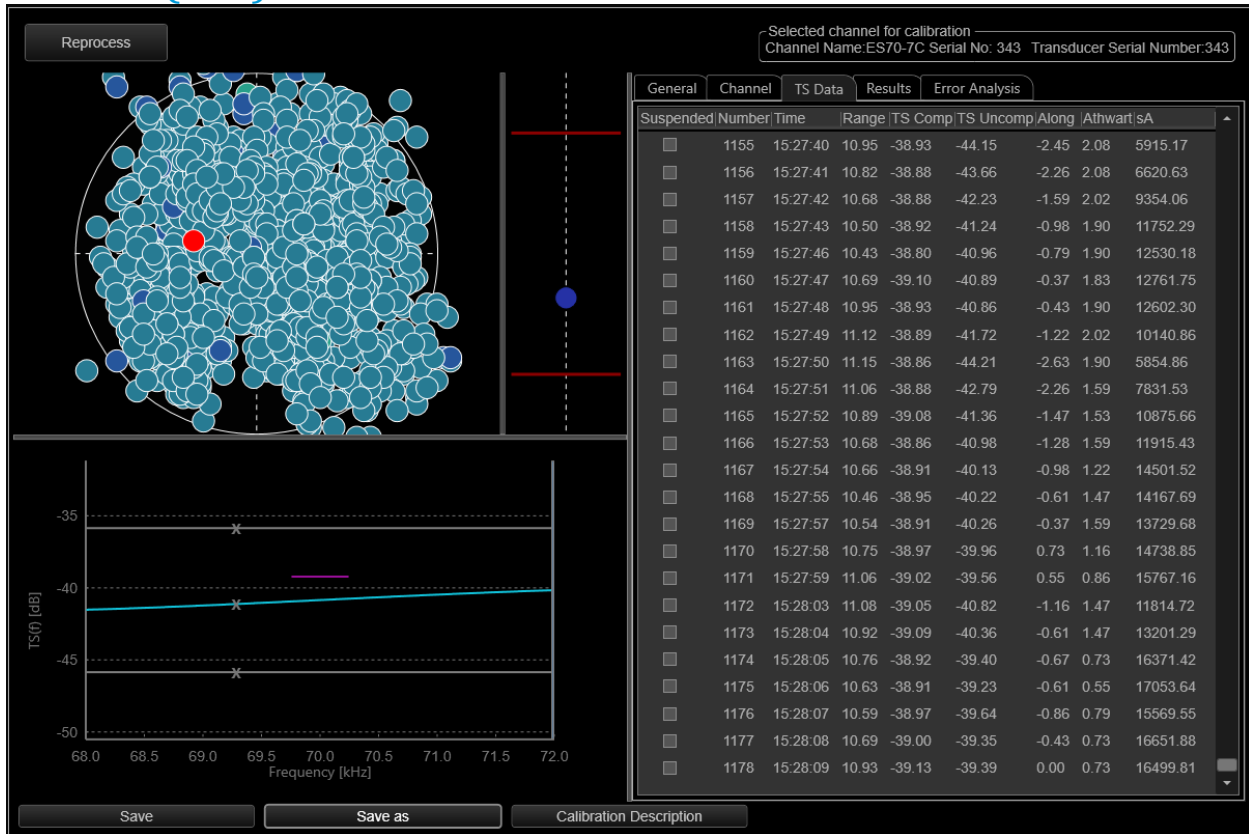 Reprocess
Selected channel for calibration
Channel Name:ES70-7C Serial No: 343 Transducer Serial Number:343
General Channel TS Data Results Error Analysis
Suspended Number Time Range TS Comp TS Uncomp Along Athwart sA
1155 15:27:40 10.95 -38.93 -44.15 -2.45 2.08 5915.17
1156 15:27:41 10.82 -38.88 -43.66 -2.26 2.08 6620.63
1157 15:27:42 10.68 -38.88 -42.23 -1.59 2.02 9354.06
1158 15:27:43 10.50 -38.92 -41.24 -0.98 1.90 11752.29
1159 15:27:46 10.43 -38.80 -40.96 -0.79 1.90 12530.18
1160 15:27:47 10.69 -39.10 -40.89 -0.37 1.83 12761.75
1161 15:27:48 10.95 -38.93 -40.86 -0.43 1.90 12602.30
1162 15:27:49 11.12 -38.89 -41.72 -1.22 2.02 10140.86
1163 15:27:50 11.15 -38.86 -44.21 -2.63 1.90 5854.86
1164 15:27:51 11.06 -38.88 -42.79 -2.26 1.59 7831.53
1165 15:27:52 10.89 -39.08 -41.36 -1.47 1.53 10875.66
1166 15:27:53 10.68 -38.86 -40.98 -1.28 1.59 11915.43
1167 15:27:54 10.66 -38.91 -40.13 -0.98 1.22 14501.52
1168 15:27:55 10.46 -38.95 -40.22 -0.61 1.47 14167.69
1169 15:27:57 10.54 -38.91 -40.26 -0.37 1.59 13729.68
1170 15:27:58 10.75 -38.97 -39.96 0.73 1.16 14738.85
1171 15:27:59 11.06 -39.02 -39.56 0.55 0.86 15767.16
1172 15:28:03 11.08 -39.05 -40.82 -1.16 1.47 11814.72
1173 15:28:04 10.92 -39.09 -40.36 -0.61 1.47 13201.29
1174 15:28:05 10.76 -38.92 -39.40 -0.67 0.73 16371.42
1175 15:28:06 10.63 -38.91 -39.23 -0.61 0.55 17053.64
1176 15:28:07 10.59 -38.97 -39.64 -0.86 0.79 15569.55
1177 15:28:08 10.69 -39.00 -39.35 -0.43 0.73 16651.88
1178 15:28:09 10.93 -39.13 -39.39 0.00 0.73 16499.81
TS(f) [dB]
-35
-40
-45
-50
68.0 68.5 69.0 69.5 70.0 70.5 71.0 71.5 72.0
Frequency [kHz]
Save Save as Calibration Description